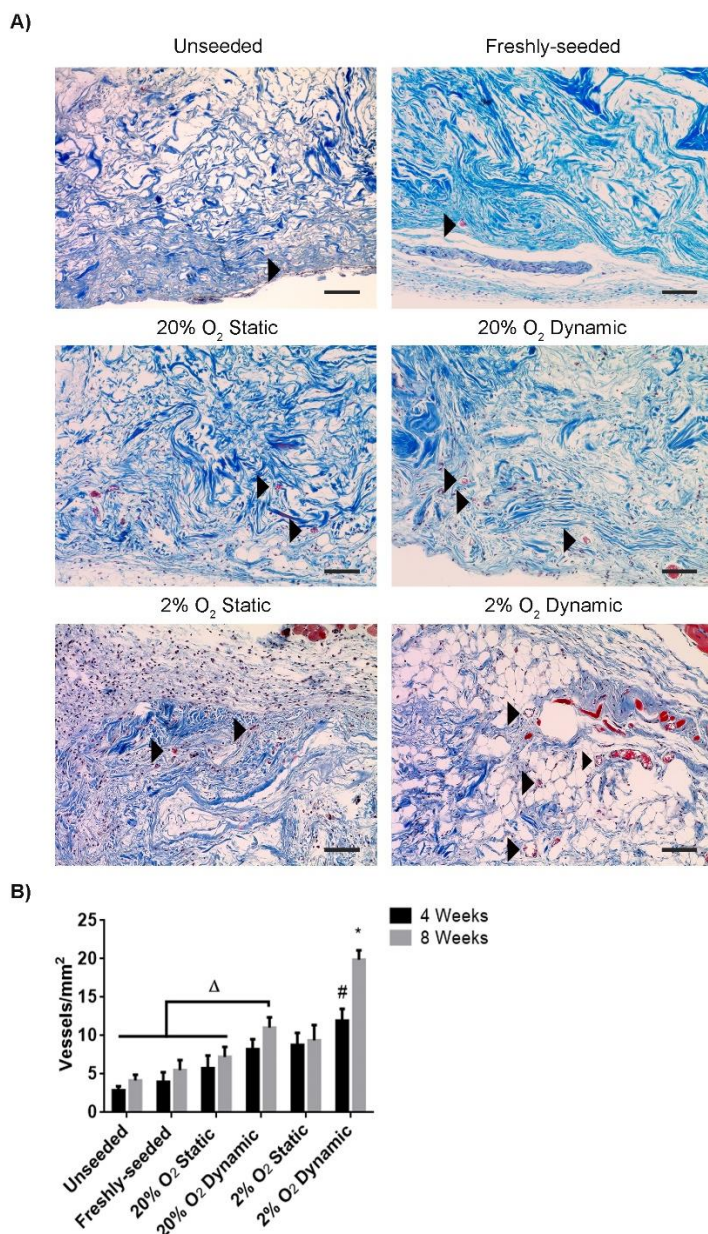 A)
Unseeded
Freshly-seeded
20% O₂ Static
20% O₂ Dynamic
2% O₂ Static
2% O₂ Dynamic
B)
25
20
15
10
5
0
Vessels/mm²
Δ
#
*
4 Weeks
8 Weeks
Unseeded
Freshly-seeded
20% O₂ Static
20% O₂ Dynamic
2% O₂ Static
2% O₂ Dynamic